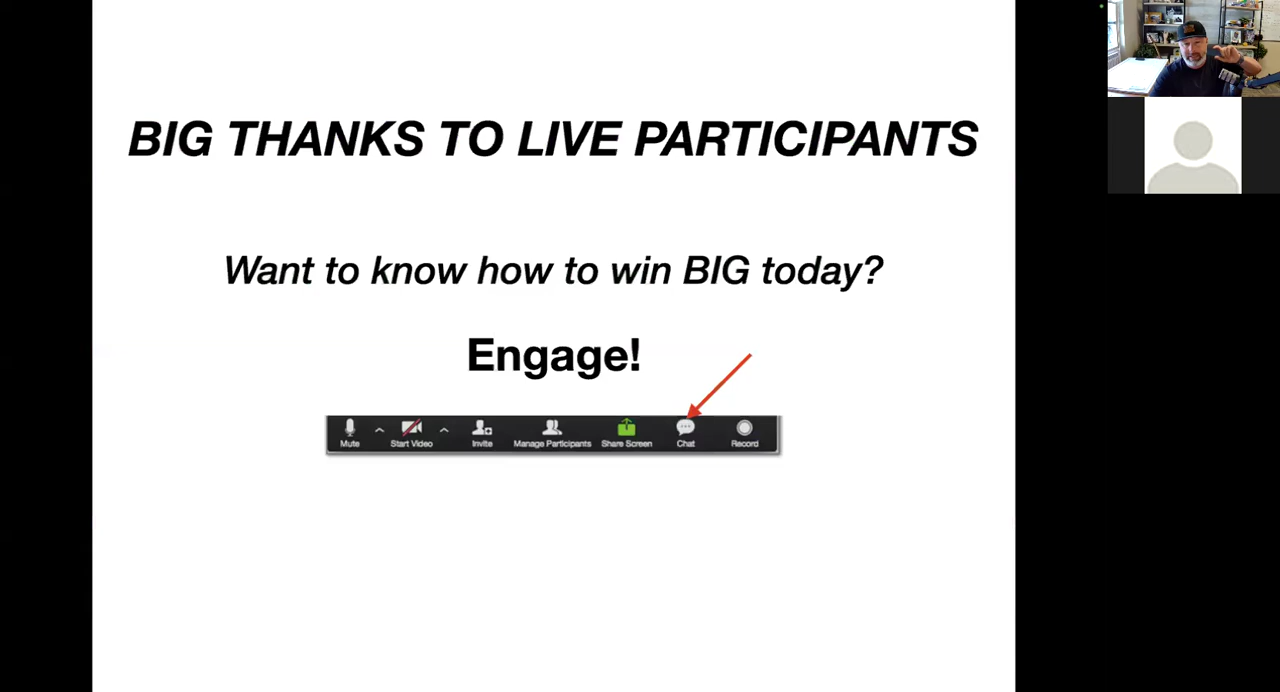 BIG THANKS TO LIVE PARTICIPANTS
Want to know how to win BIG today?
Engage!
Mute Start Video Invite Manage Participants Share Screen Chat Record